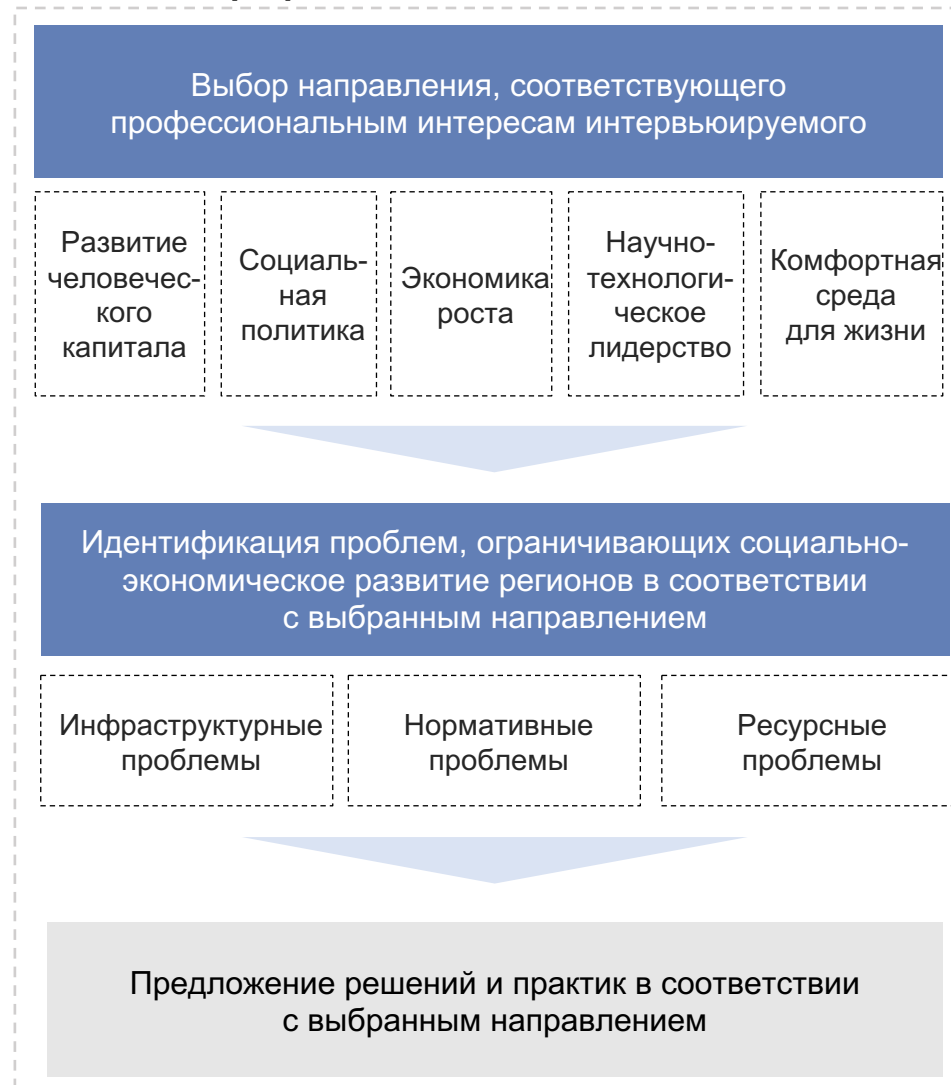 Выбор направления, соответствующего
профессиональным интересам интервьюируемого
Развитие
человечес-
кого
капитала
Социаль-
ная
политика
Экономика
роста
Научно-
технологи-
ческое
лидерство
Комфортная
среда
для жизни
Идентификация проблем, ограничивающих социально-
экономическое развитие регионов в соответствии
с выбранным направлением
Инфраструктурные
проблемы
Нормативные
проблемы
Ресурсные
проблемы
Предложение решений и практик в соответствии
с выбранным направлением